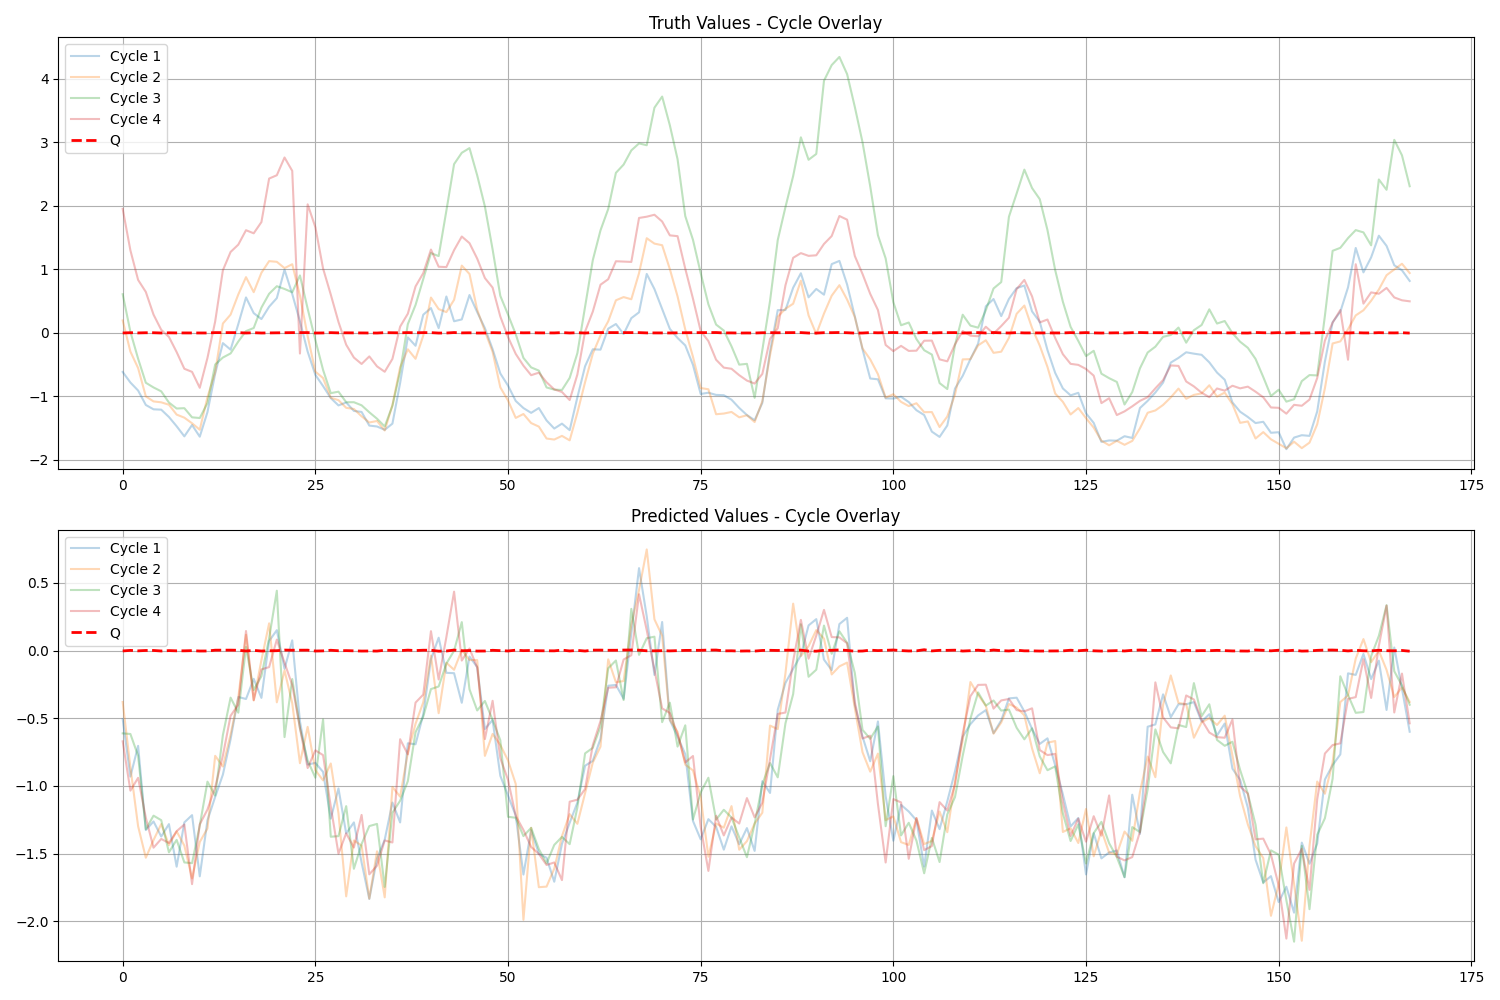 Truth Values - Cycle Overlay
Cycle 1
Cycle 2
Cycle 3
Cycle 4
Q
4
3
2
1
0
−1
−2
0 25 50 75 100 125 150 175
Predicted Values - Cycle Overlay
Cycle 1
Cycle 2
Cycle 3
Cycle 4
Q
0.5
0.0
−0.5
−1.0
−1.5
−2.0
0 25 50 75 100 125 150 175